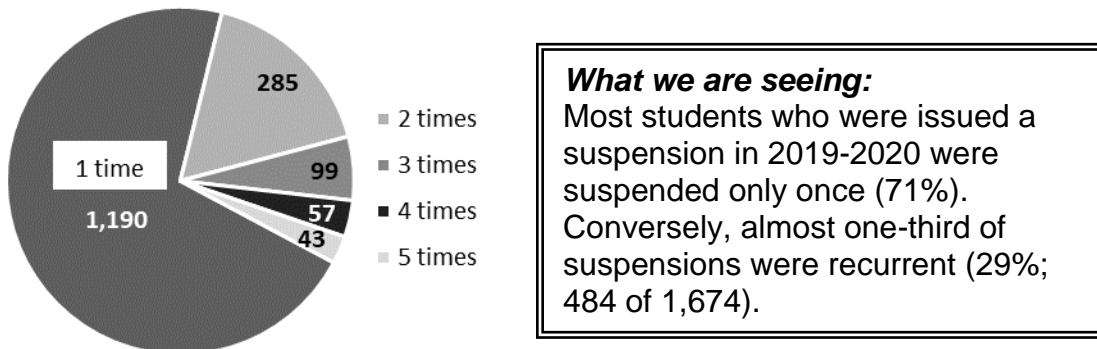 285
99
57
43
1 time
1,190
2 times
3 times
4 times
5 times
What we are seeing:
Most students who were issued a
suspension in 2019-2020 were
suspended only once (71%).
Conversely, almost one-third of
suspensions were recurrent (29%;
484 of 1,674).